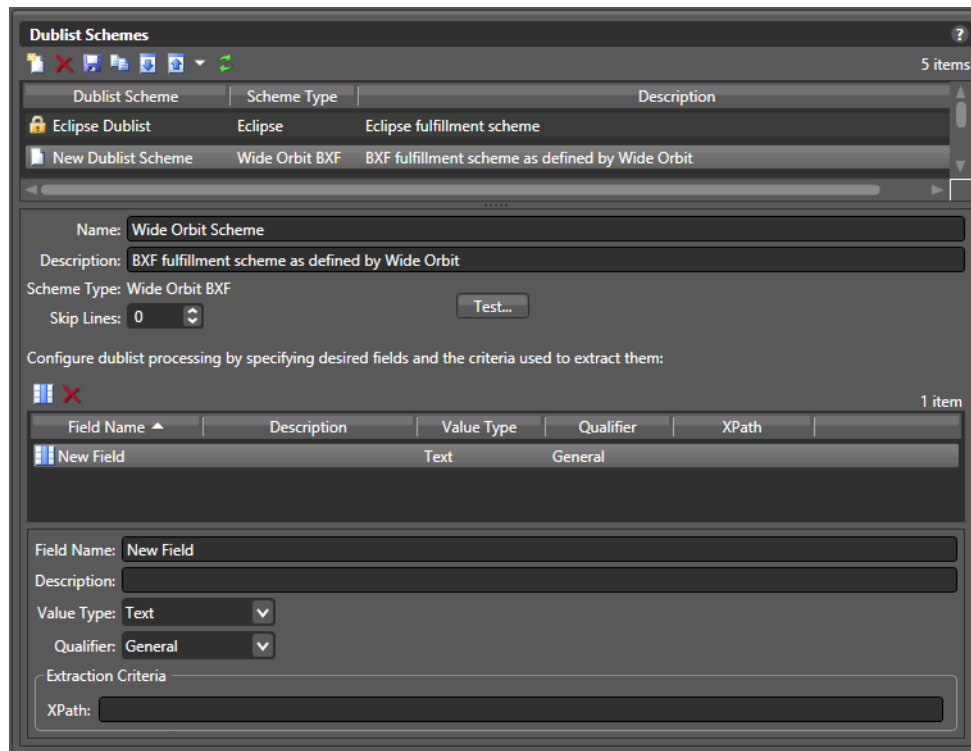 Dublist Schemes ?
5 items
Dublist Scheme Scheme Type Description
Eclipse Dublist Eclipse Eclipse fulfillment scheme
New Dublist Scheme Wide Orbit BXF BXF fulfillment scheme as defined by Wide Orbit
Name: Wide Orbit Scheme
Description: BXF fulfillment scheme as defined by Wide Orbit
Scheme Type: Wide Orbit BXF
Skip Lines: 0 Test...
Configure dublist processing by specifying desired fields and the criteria used to extract them:
1 item
Field Name Description Value Type Qualifier XPath
New Field Text General
Field Name: New Field
Description:
Value Type: Text
Qualifier: General
Extraction Criteria
XPath: